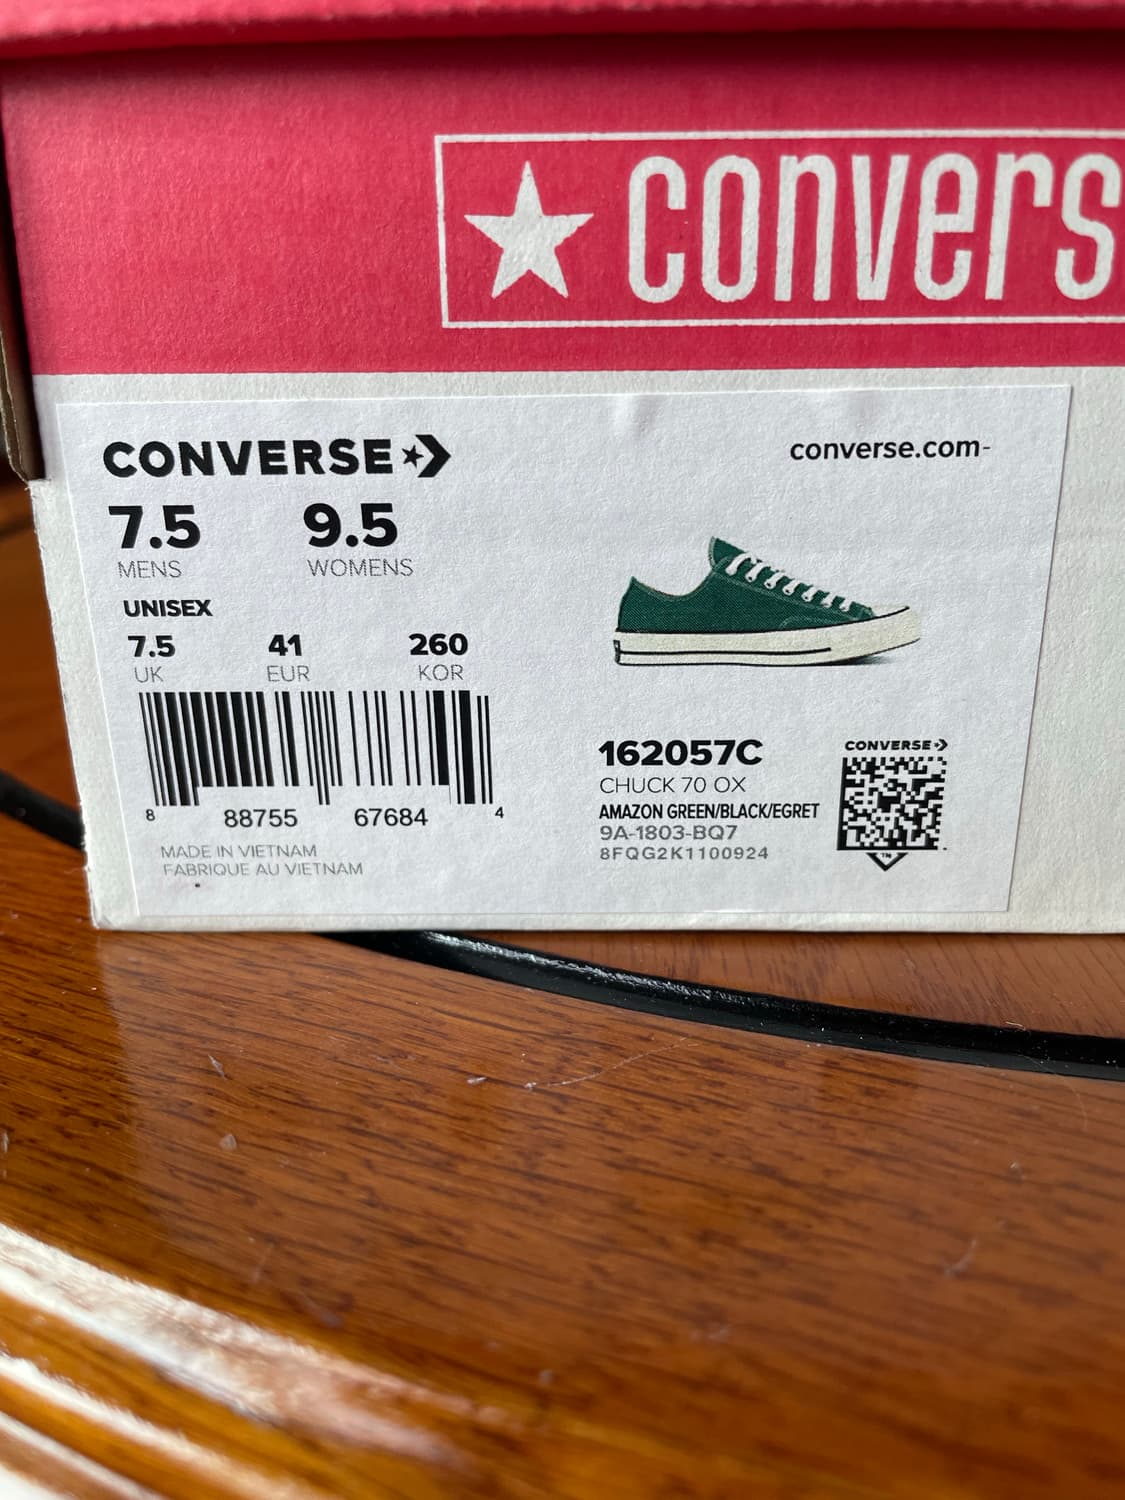 convers
CONVERSE
converse.com-
7.5 9.5
MENS WOMENS
UNISEX
7.5 41 260
UK EUR KOR
8 88755 67684 4
MADE IN VIETNAM
FABRIQUE AU VIETNAM
162057C
CHUCK 70 OX
AMAZON GREEN/BLACK/EGRET
9A-1803-BQ7
8FQG2K1100924
CONVERSE
TM